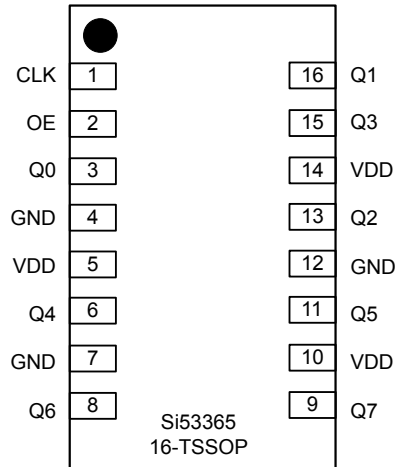 CLK 1 16 Q1
OE 2 15 Q3
Q0 3 14 VDD
GND 4 13 Q2
VDD 5 12 GND
Q4 6 11 Q5
GND 7 10 VDD
Q6 8 9 Q7
Si53365
16-TSSOP